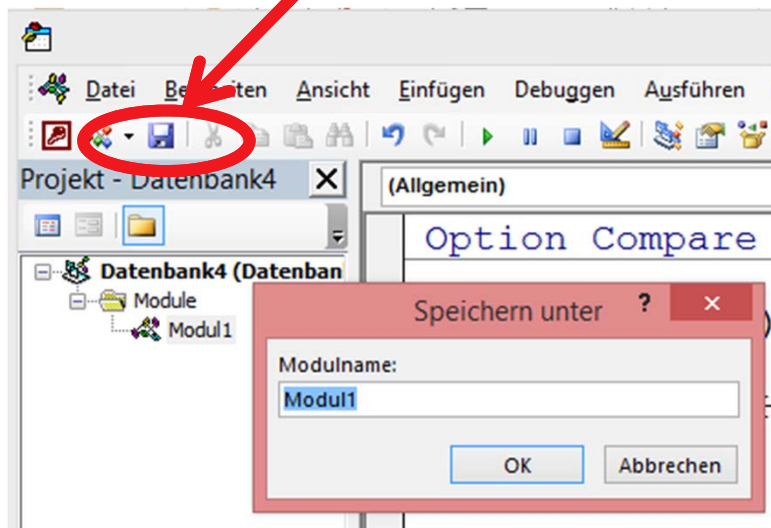 Datei Bearbeiten Ansicht Einfügen Debuggen Ausführen
Projekt - Datenbank4
(Allgemein)
Option Compare
Datenbank4 (Datenban
Module
Modul1
Speichern unter ? ×
)
Modulname:
Modul1
OK Abbrechen